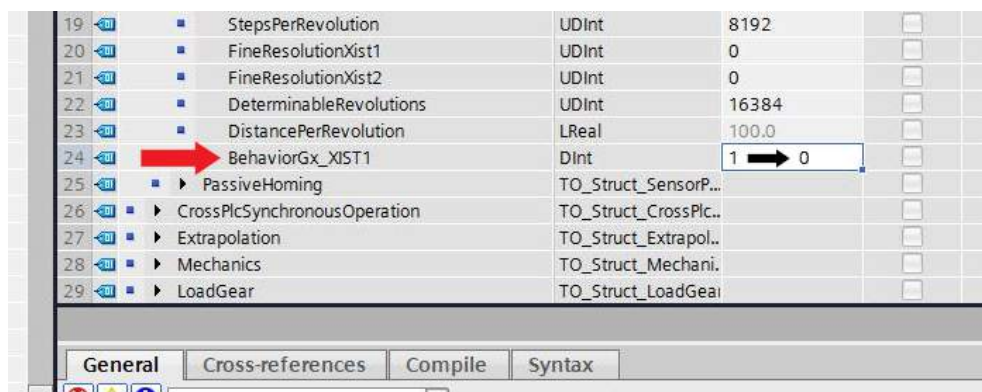 19 StepsPerRevolution UDInt 8192
20 FineResolutionXist1 UDInt 0
21 FineResolutionXist2 UDInt 0
22 DeterminableRevolutions UDInt 16384
23 DistancePerRevolution LReal 100.0
24 BehaviorGx_XIST1 DInt 1 0
25 PassiveHoming TO_Struct_SensorP...
26 CrossPlcSynchronousOperation TO_Struct_CrossPlc..
27 Extrapolation TO_Struct_Extrapol..
28 Mechanics TO_Struct_Mechani.
29 LoadGear TO_Struct_LoadGear
General Cross-references Compile Syntax